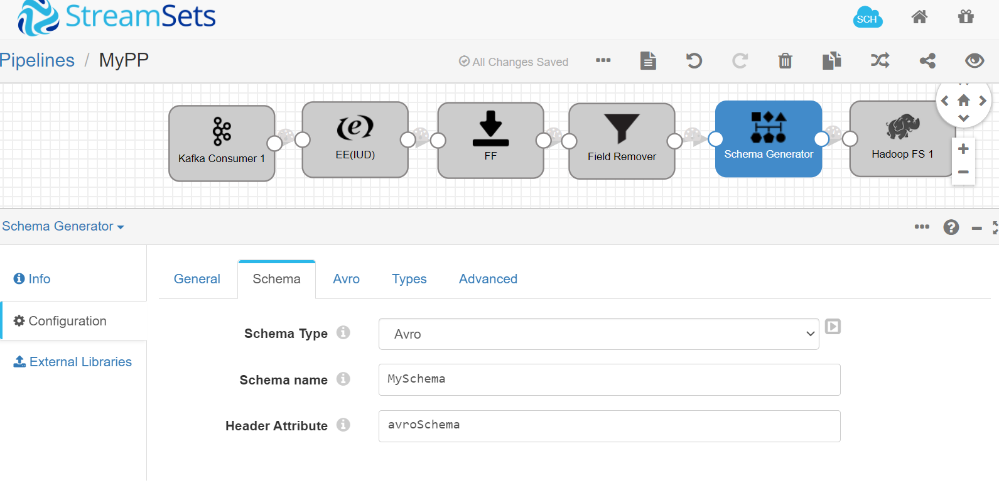 StreamSets
SCH
Pipelines / MyPP
All Changes Saved
Kafka Consumer 1
EE(IUD)
FF
Field Remover
Schema Generator
Hadoop FS 1
Schema Generator
Info
Configuration
External Libraries
General Schema Avro Types Advanced
Schema Type Avro
Schema name MySchema
Header Attribute avroSchema